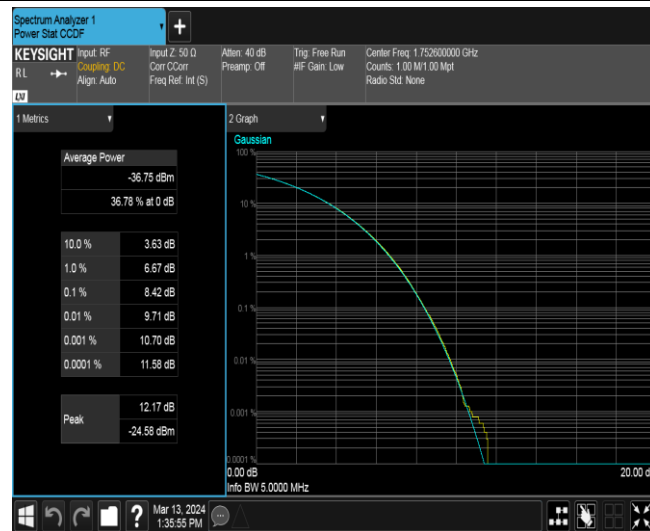 Spectrum Analyzer 1
Power Stat CCDF
+
KEYSIGHT
RL
LXI
Input: RF
Coupling: DC
Align: Auto
Input Z: 50 Ω
Corr CCorr
Freq Ref: Int (S)
Atten: 40 dB
Preamp: Off
Trig: Free Run
#IF Gain: Low
Center Freq: 1.752600000 GHz
Counts: 1.00 M/1.00 Mpt
Radio Std: None
1 Metrics
Average Power
-36.75 dBm
36.78 % at 0 dB
10.0 % 3.63 dB
1.0 % 6.67 dB
0.1 % 8.42 dB
0.01 % 9.71 dB
0.001 % 10.70 dB
0.0001 % 11.58 dB
Peak
12.17 dB
-24.58 dBm
2 Graph
Gaussian
100 %
10 %
1 %
0.1 %
0.01 %
0.001 %
0.0001 %
0.00 dB 20.00 d
Info BW 5.0000 MHz
?
Mar 13, 2024
1:35:55 PM